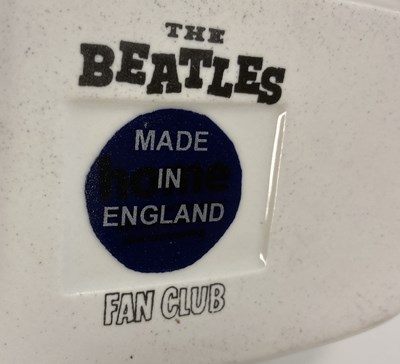 THE
BEATLES
MADE
home
IN
ENGLAND
FAN CLUB